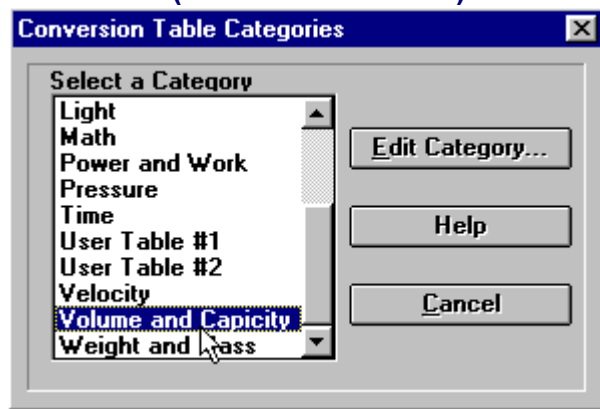 Conversion Table Categories
Select a Category
Light
Math
Power and Work
Pressure
Time
User Table #1
User Table #2
Velocity
Volume and Capicity
Weight and Mass
Edit Category...
Help
Cancel